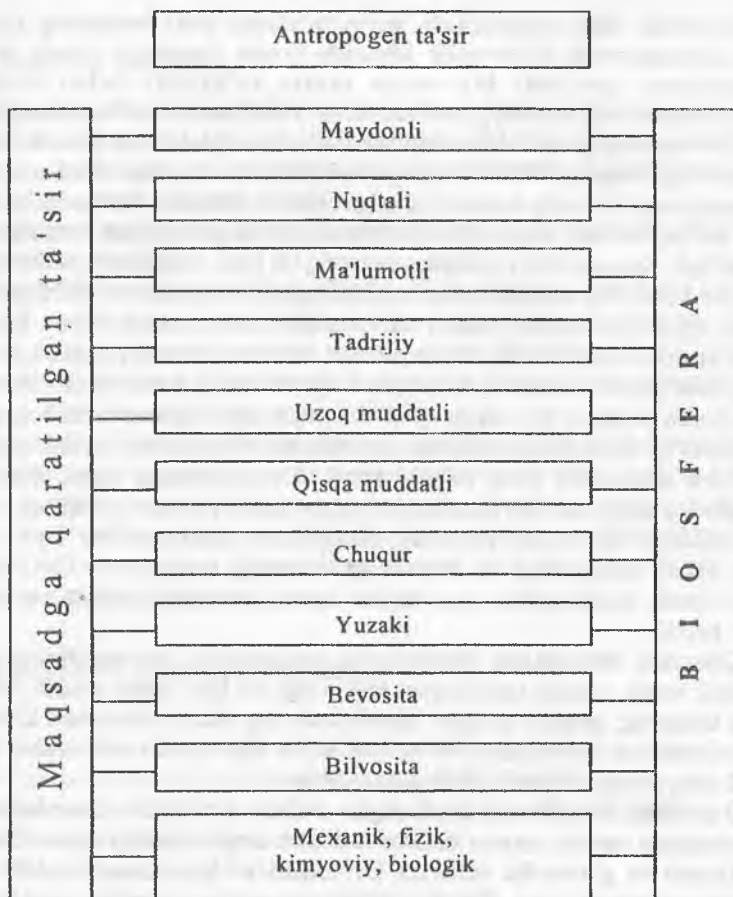 Antropogen ta'sir
Maqsadga qaratilgan ta'sir
Maydonli
Nuqtali
Ma'lumotli
Tadrijiy
Uzoq muddatli
Qisqa muddatli
Chuqur
Yuzaki
Bevosita
Bilvosita
Mexanik, fizik,
kimyoviy, biologik
BIOSFERA